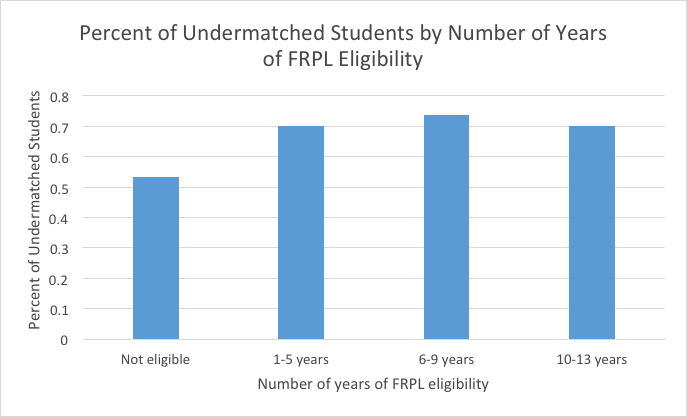 Percent of Undermatched Students by Number of Years
of FRPL Eligibility
Percent of Undermatched Students
0.8
0.7
0.6
0.5
0.4
0.3
0.2
0.1
0
Not eligible
1-5 years
6-9 years
10-13 years
Number of years of FRPL eligibility